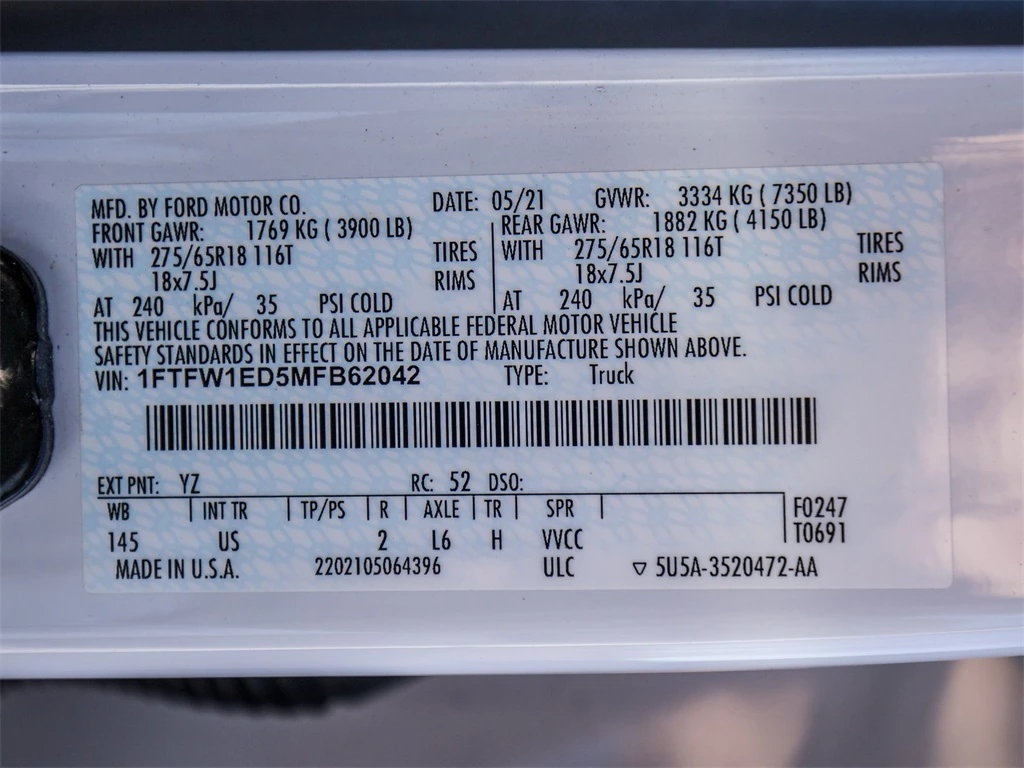 MFD. BY FORD MOTOR CO. DATE: 05/21 GVWR: 3334 KG ( 7350 LB)
FRONT GAWR: 1769 KG ( 3900 LB) REAR GAWR: 1882 KG ( 4150 LB)
WITH 275/65R18 116T TIRES WITH 275/65R18 116T TIRES
18x7.5J RIMS 18x7.5J RIMS
AT 240 kPa/ 35 PSI COLD AT 240 kPa/ 35 PSI COLD
THIS VEHICLE CONFORMS TO ALL APPLICABLE FEDERAL MOTOR VEHICLE
SAFETY STANDARDS IN EFFECT ON THE DATE OF MANUFACTURE SHOWN ABOVE.
VIN: 1FTFW1ED5MFB62042 TYPE: Truck
EXT PNT: YZ RC: 52 DSO:
WB INT TR TP/PS R AXLE TR SPR F0247
145 US 2 L6 H VVCC T0691
MADE IN U.S.A. 2202105064396 ULC ▽ 5U5A-3520472-AA